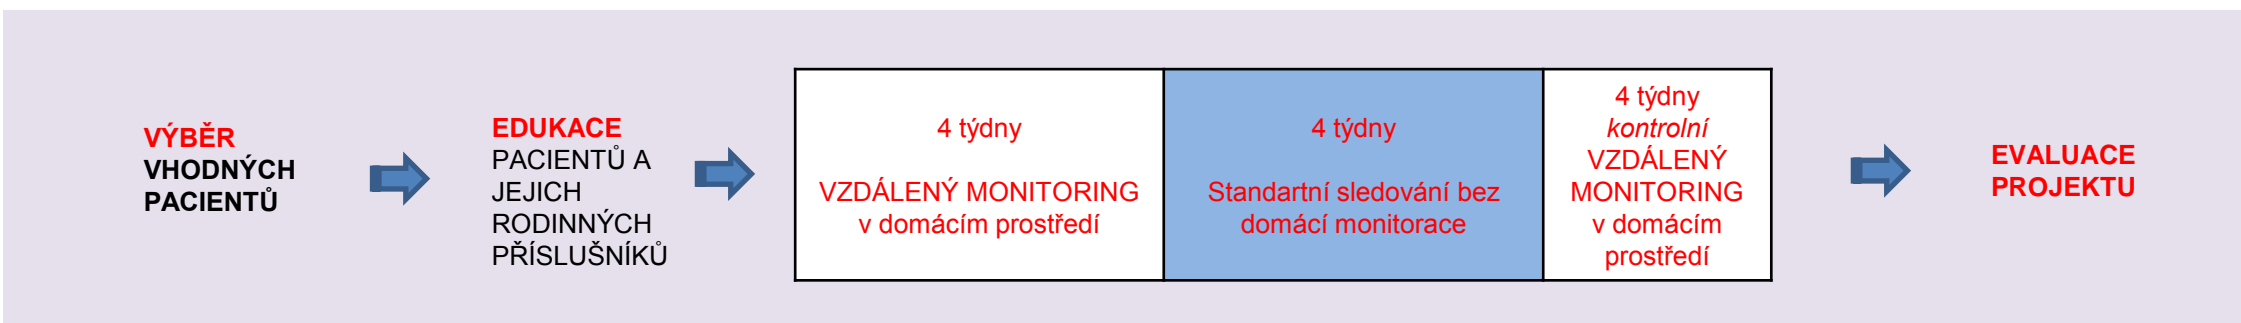 VÝBĚR
VHODNÝCH
PACIENTŮ
EDUKACE
PACIENTŮ A
JEJICH
RODINNÝCH
PŘÍSLUŠNÍKŮ
4 týdny
VZDÁLENÝ MONITORING
v domácím prostředí
4 týdny
Standartní sledování bez
domácí monitorace
4 týdny
kontrolní
VZDÁLENÝ
MONITORING
v domácím
prostředí
EVALUACE
PROJEKTU